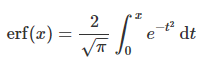 erf(x) = 2/√π ∫₀ˣ e^{-t²} dt